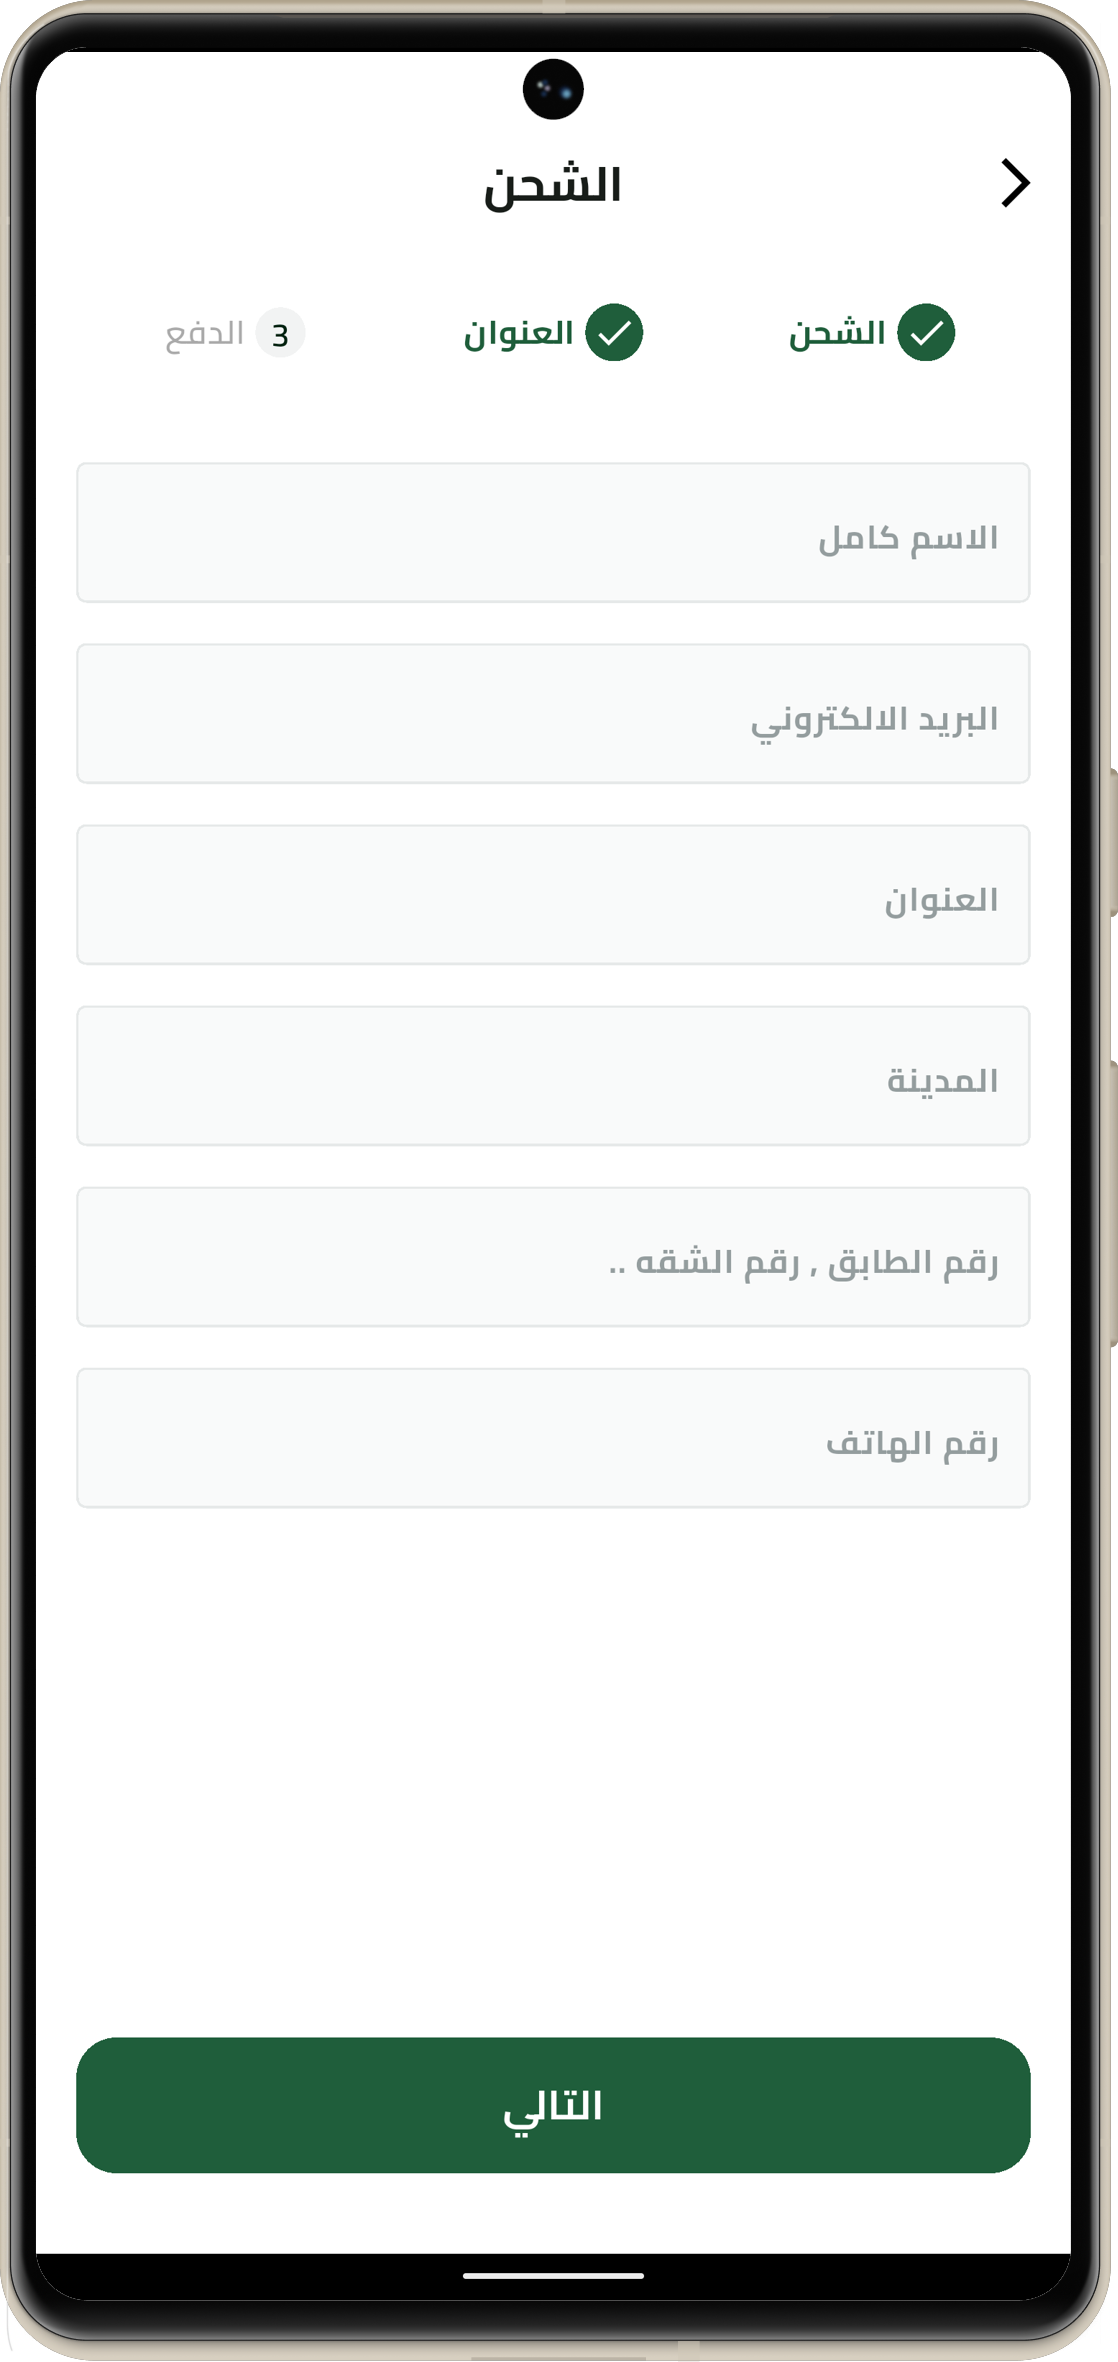 الشحن
الشحن العنوان 3 الدفع
الاسم كامل
البريد الالكتروني
العنوان
المدينة
رقم الطابق , رقم الشقه ..
رقم الهاتف
التالي